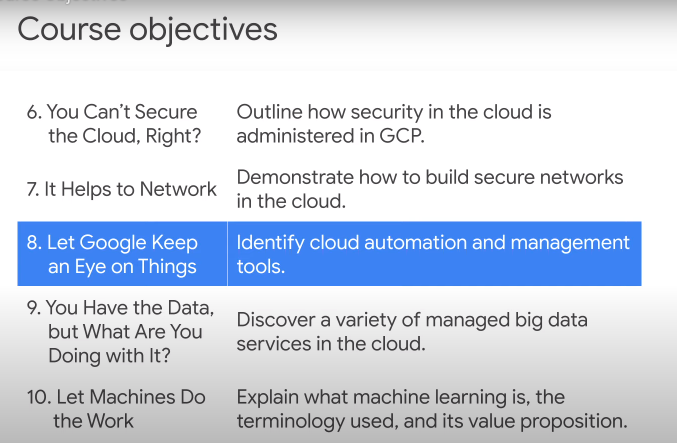 Course objectives
6. You Can't Secure
the Cloud, Right?
Outline how security in the cloud is
administered in GCP.
7. It Helps to Network
Demonstrate how to build secure networks
in the cloud.
8. Let Google Keep
an Eye on Things
Identify cloud automation and management
tools.
9. You Have the Data,
but What Are You
Doing with It?
Discover a variety of managed big data
services in the cloud.
10. Let Machines Do
the Work
Explain what machine learning is, the
terminology used, and its value proposition.